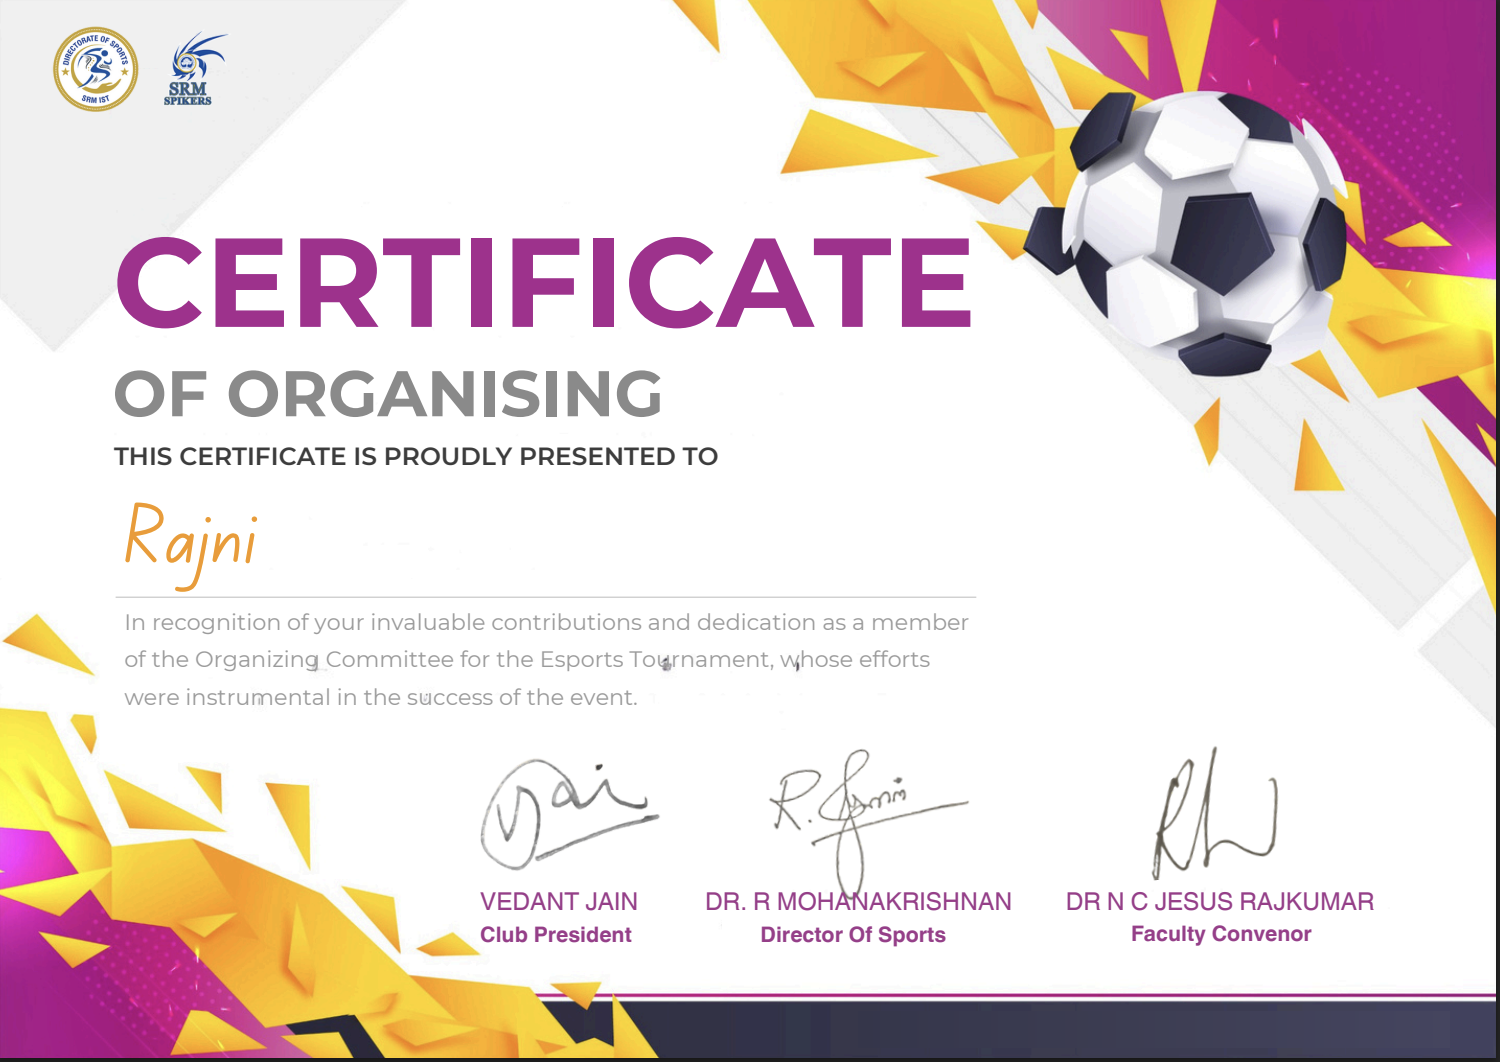 DIRECTORATE OF SPORTS
SRM IST
SRM
SPIKERS
CERTIFICATE
OF ORGANISING
THIS CERTIFICATE IS PROUDLY PRESENTED TO
Rajni
In recognition of your invaluable contributions and dedication as a member
of the Organizing Committee for the Esports Tournament, whose efforts
were instrumental in the success of the event.
VEDANT JAIN
Club President
DR. R MOHANAKRISHNAN
Director Of Sports
DR N C JESUS RAJKUMAR
Faculty Convenor